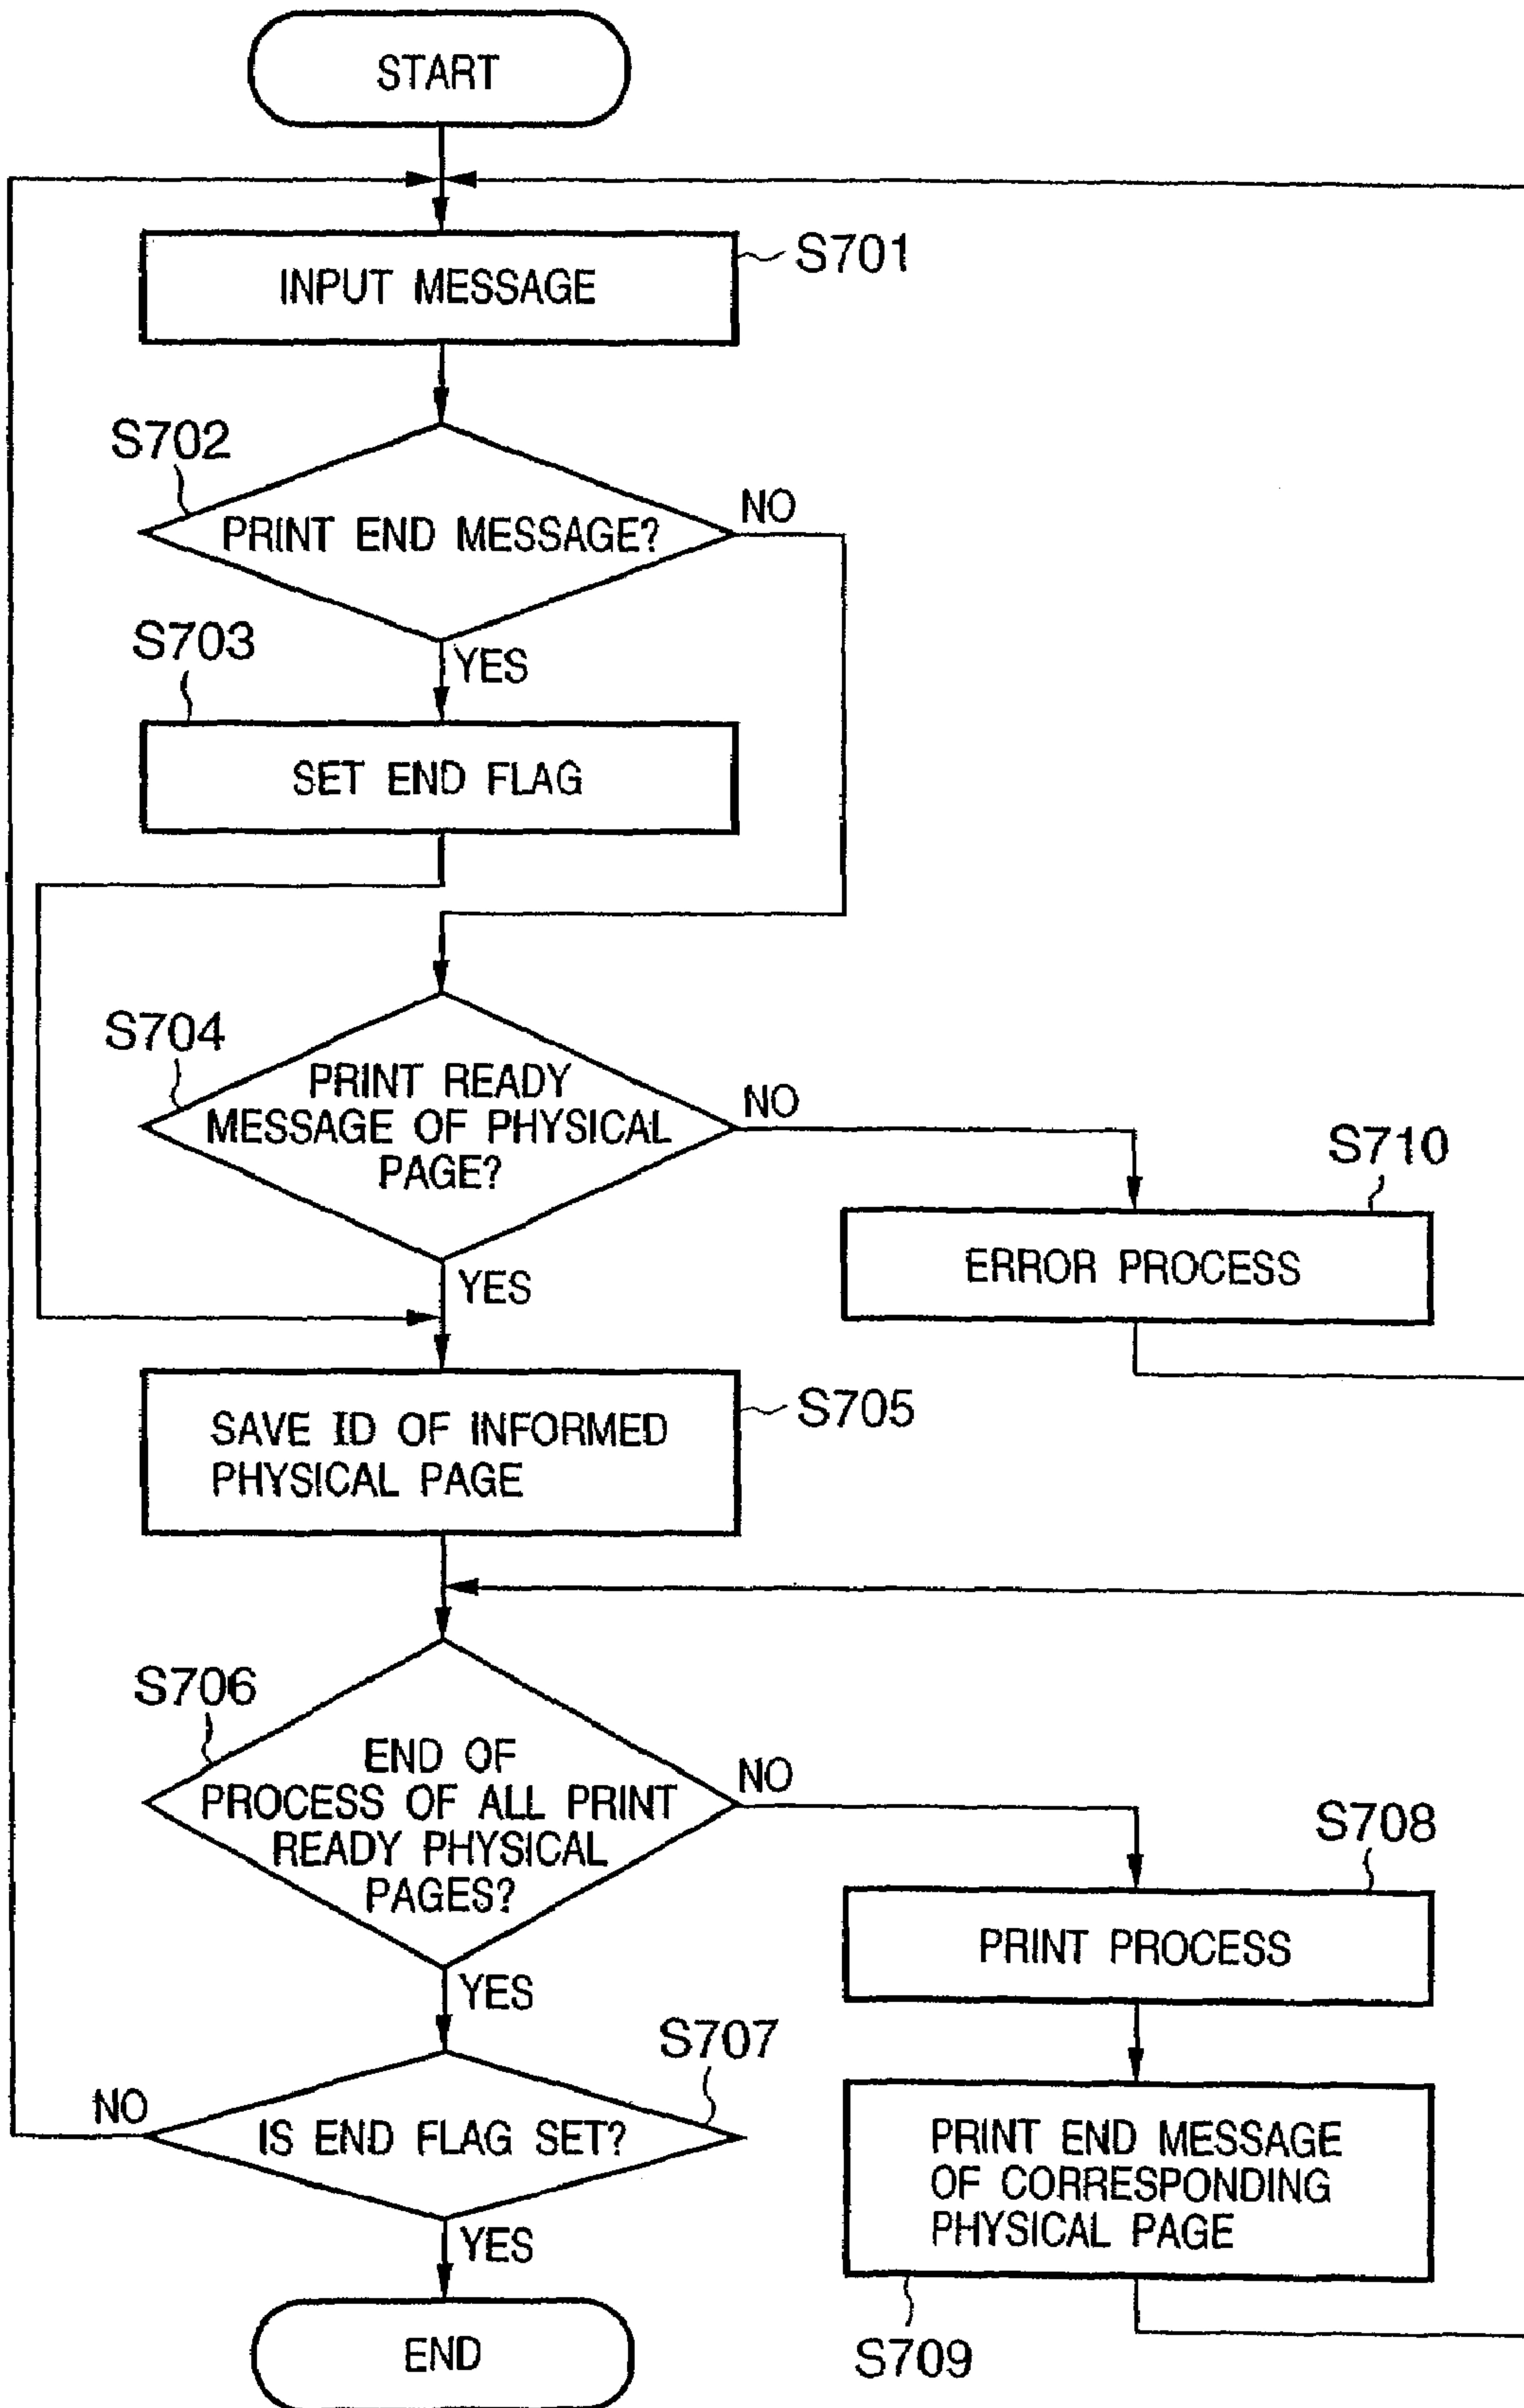 START
INPUT MESSAGE
S701
S702
PRINT END MESSAGE?
NO
YES
S703
SET END FLAG
S704
PRINT READY
MESSAGE OF PHYSICAL
PAGE?
NO
YES
S710
ERROR PROCESS
SAVE ID OF INFORMED
PHYSICAL PAGE
S705
S706
END OF
PROCESS OF ALL PRINT
READY PHYSICAL
PAGES?
NO
YES
S708
PRINT PROCESS
S707
IS END FLAG SET?
NO
YES
PRINT END MESSAGE
OF CORRESPONDING
PHYSICAL PAGE
S709
END